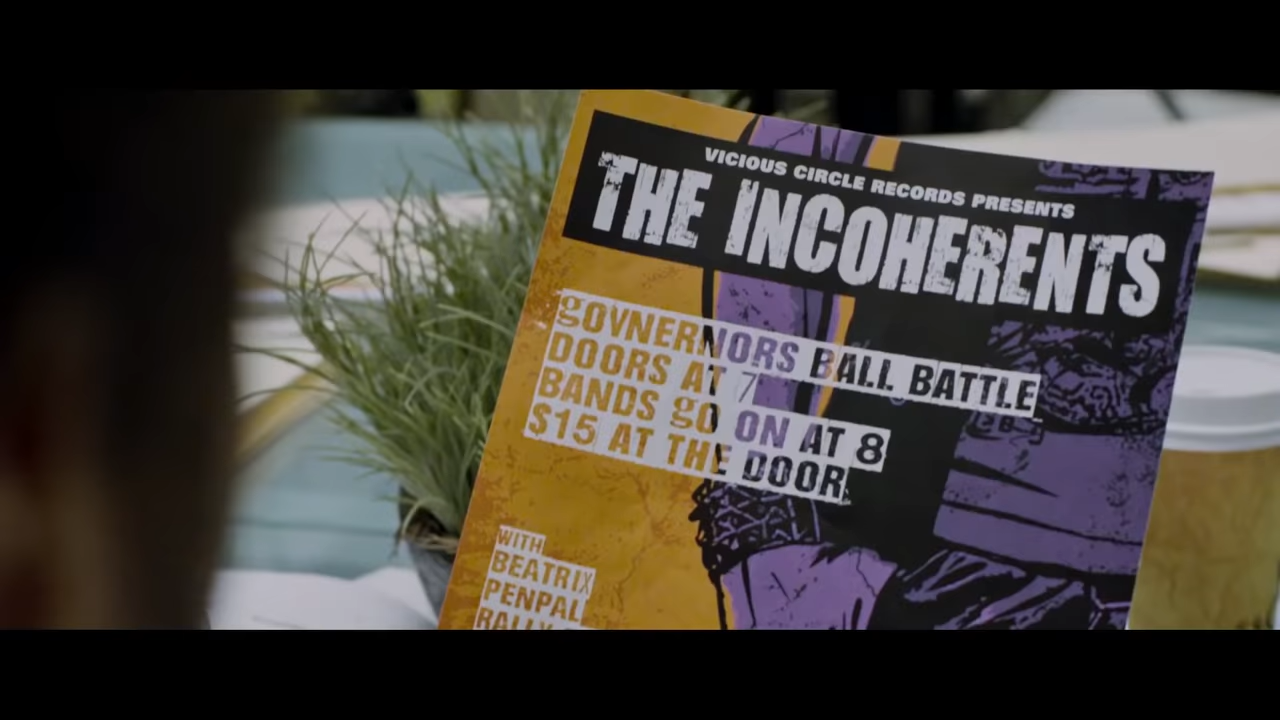 VICIOUS CIRCLE RECORDS PRESENTS
THE INCOHERENTS
gOVNERNORS BALL BATTLE
DOORS AT 7
BANDS gO ON AT 8
$15 AT THE DOOR
WITH
BEATRIX
PENPAL
RALLY